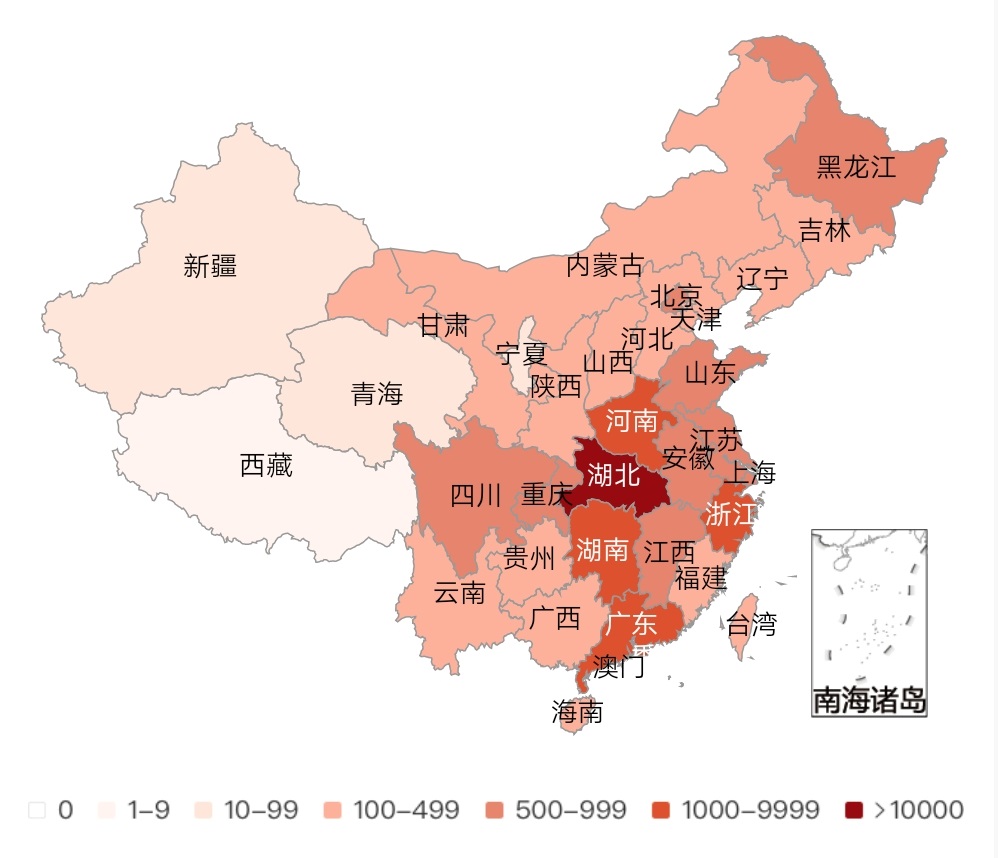 黑龙江
吉林
新疆
内蒙古
辽宁
北京
天津
甘肃
河北
宁夏
山西
山东
陕西
青海
河南
江苏
安徽
西藏
湖北
上海
四川
重庆
浙江
湖南
江西
贵州
福建
云南
广西
广东
台湾
澳门
海南
南海诸岛
0
1-9
10-99
100-499
500-999
1000-9999
>10000